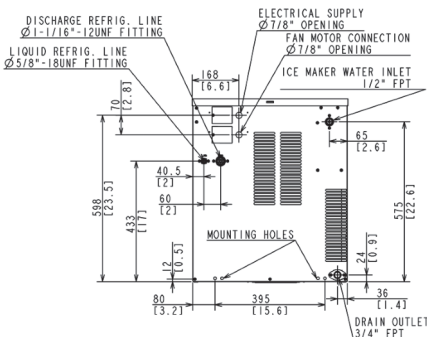 DISCHARGE REFRIG. LINE
Ø1-1/16"-12UNF FITTING
LIQUID REFRIG. LINE
Ø5/8"-18UNF FITTING
ELECTRICAL SUPPLY
Ø7/8" OPENING
FAN MOTOR CONNECTION
Ø7/8" OPENING
ICE MAKER WATER INLET
1/2" FPT
168
[6.6]
70
[2.8]
65
[2.6]
40.5
[2]
60
[2]
598
[23.5]
433
[17]
575
[22.6]
MOUNTING HOLES
12
[0.5]
24
[0.9]
80
[3.2]
395
[15.6]
36
[1.4]
DRAIN OUTLET
3/4" FPT